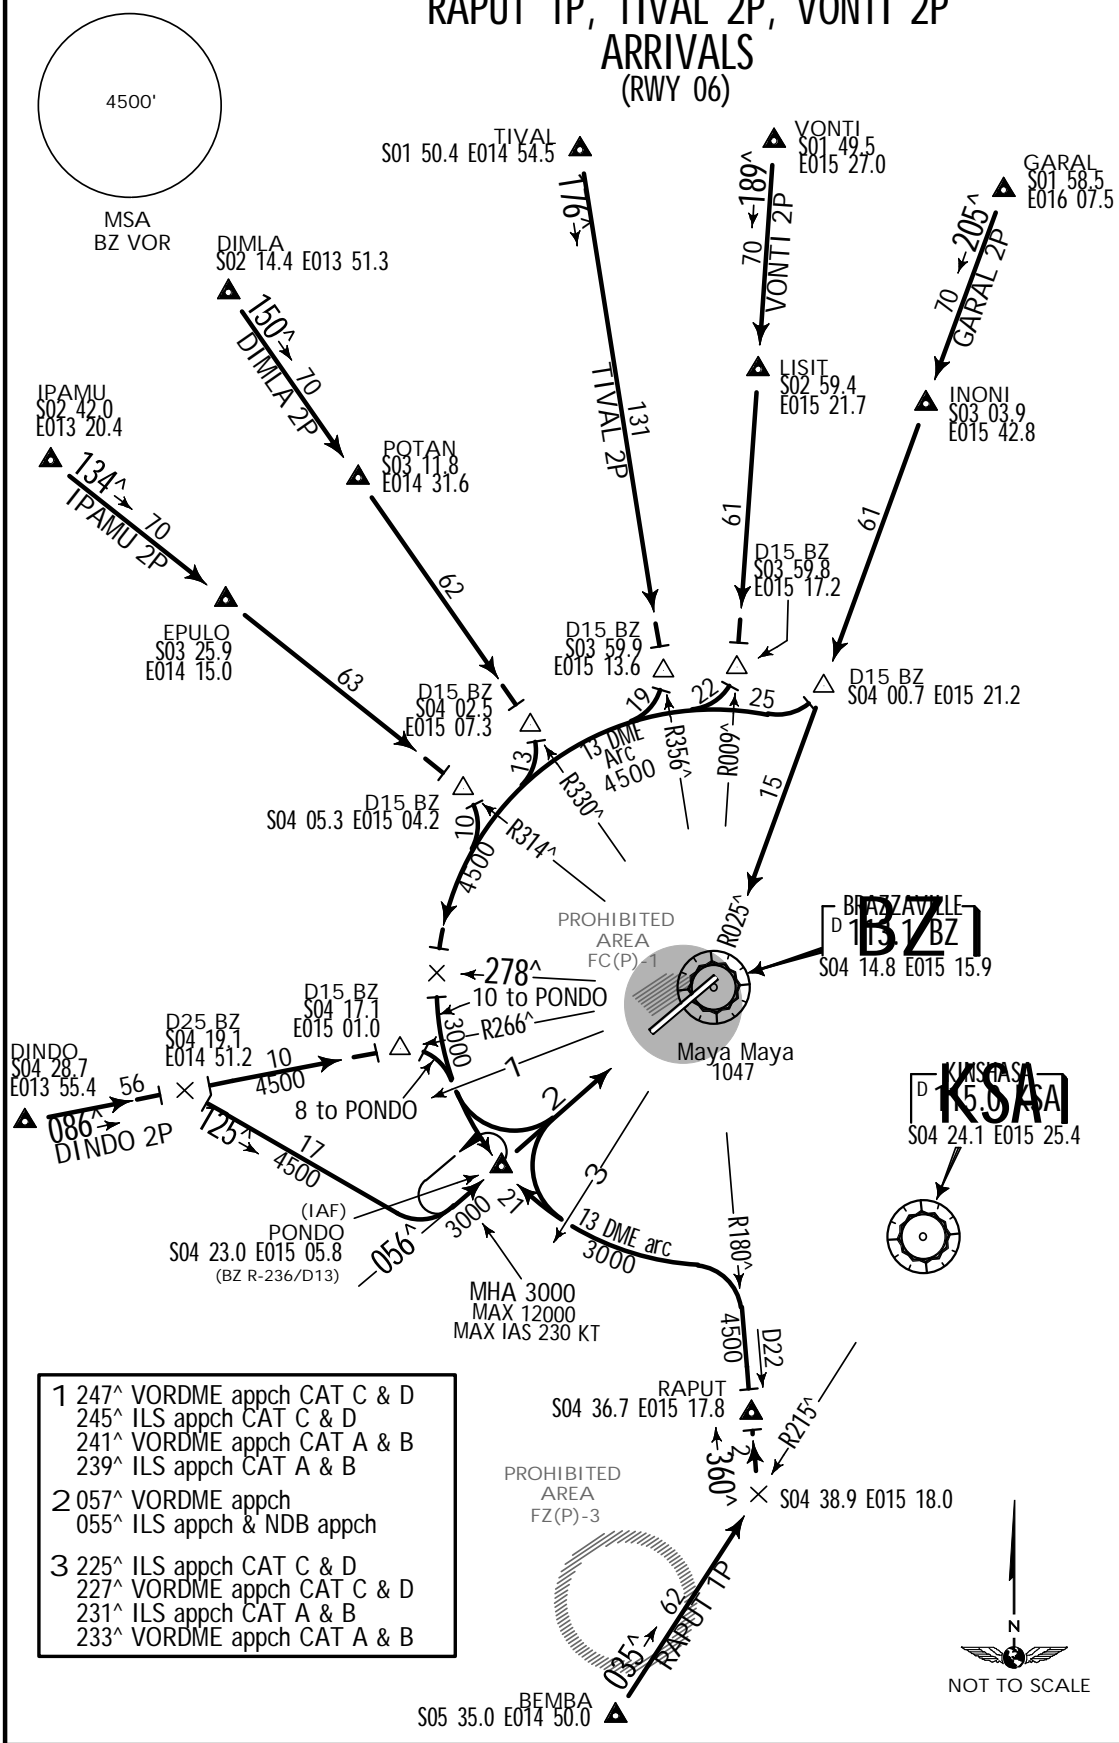 RAPUT 1P, TIVAL 2P, VONTI 2P
ARRIVALS
(RWY 06)
4500'
MSA
BZ VOR
TIVAL
S01 50.4 E014 54.5
176^
131
TIVAL 2P
VONTI
S01 49.5
E015 27.0
189^
70
VONTI 2P
GARAL
S01 58.5
E016 07.5
205^
70
GARAL 2P
DIMLA
S02 14.4 E013 51.3
150^
70
DIMLA 2P
IPAMU
S02 42.0
E013 20.4
134^
70
IPAMU 2P
LISIT
S02 59.4
E015 21.7
61
INONI
S03 03.9
E015 42.8
61
POTAN
S03 11.8
E014 31.6
62
EPULO
S03 25.9
E014 15.0
63
D15 BZ
S03 59.8
E015 17.2
D15 BZ
S03 59.9
E015 13.6
D15 BZ
S04 00.7 E015 21.2
D15 BZ
S04 02.5
E015 07.3
D15 BZ
S04 05.3 E015 04.2
19
22
25
13
10
13 DME
Arc
4500
4500
R356^
R009^
R330^
R314^
15
R025^
PROHIBITED
AREA
FC(P)-1
BRAZZAVILLE
D 113.1 BZ
BZ
S04 14.8 E015 15.9
278^
10 to PONDO
R266^
3000
D15 BZ
S04 17.1
E015 01.0
D25 BZ
S04 19.1
E014 51.2
DINDO
S04 28.7
E013 55.4
56
086^
DINDO 2P
10
4500
8 to PONDO
125^
17
4500
1
2
3
Maya Maya
1047
KINSHASA
D 115.0 KSA
KSA
S04 24.1 E015 25.4
(IAF)
PONDO
S04 23.0 E015 05.8
(BZ R-236/D13)
056^
3000
21
13 DME arc
3000
R180^
MHA 3000
MAX 12000
MAX IAS 230 KT
4500
D22
RAPUT
S04 36.7 E015 17.8
360^
2
R215^
S04 38.9 E015 18.0
1 247^ VORDME appch CAT C & D
245^ ILS appch CAT C & D
241^ VORDME appch CAT A & B
239^ ILS appch CAT A & B
2 057^ VORDME appch
055^ ILS appch & NDB appch
3 225^ ILS appch CAT C & D
227^ VORDME appch CAT C & D
231^ ILS appch CAT A & B
233^ VORDME appch CAT A & B
PROHIBITED
AREA
FZ(P)-3
035^
62
RAPUT 1P
BEMBA
S05 35.0 E014 50.0
N
NOT TO SCALE